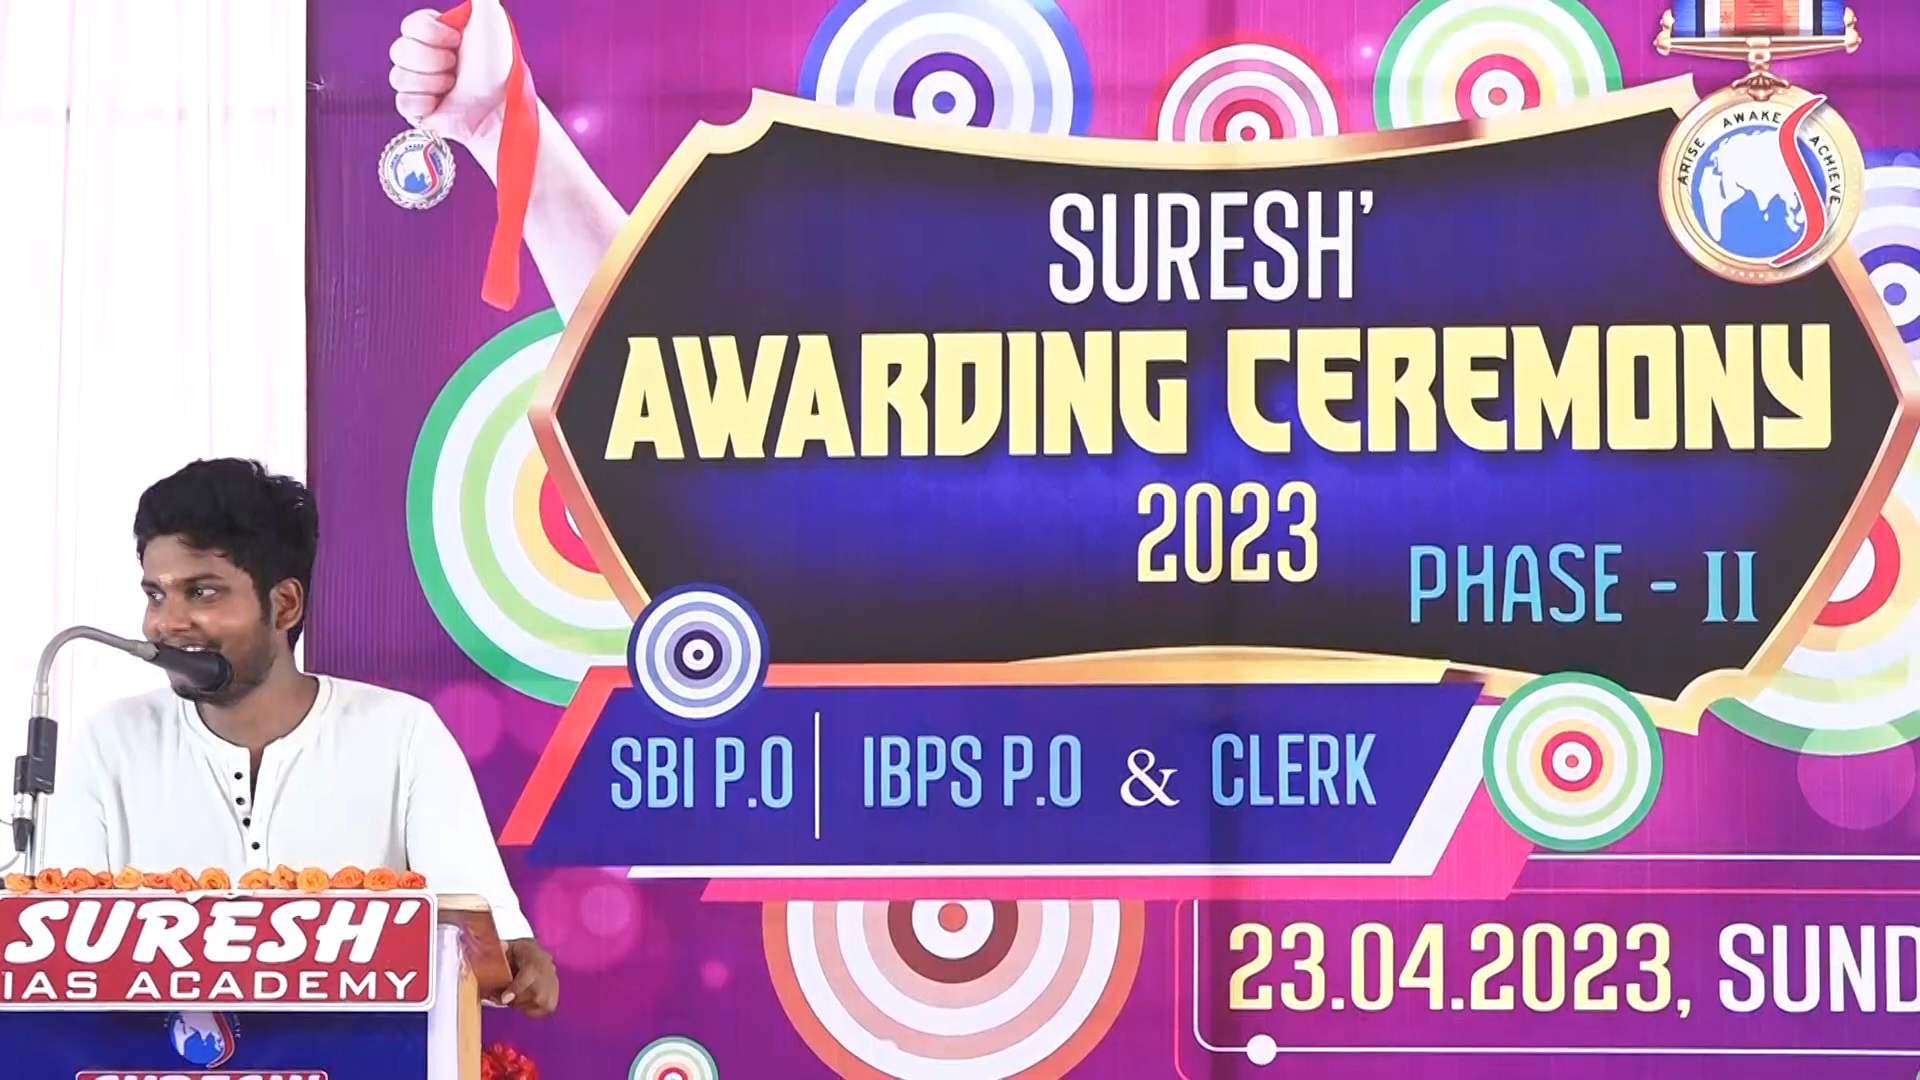 ARISE AWAKE ACHIEVE
SURESH'
AWARDING CEREMONY
2023
PHASE - II
SBI P.O | IBPS P.O & CLERK
23.04.2023, SUND
SURESH'
IAS ACADEMY